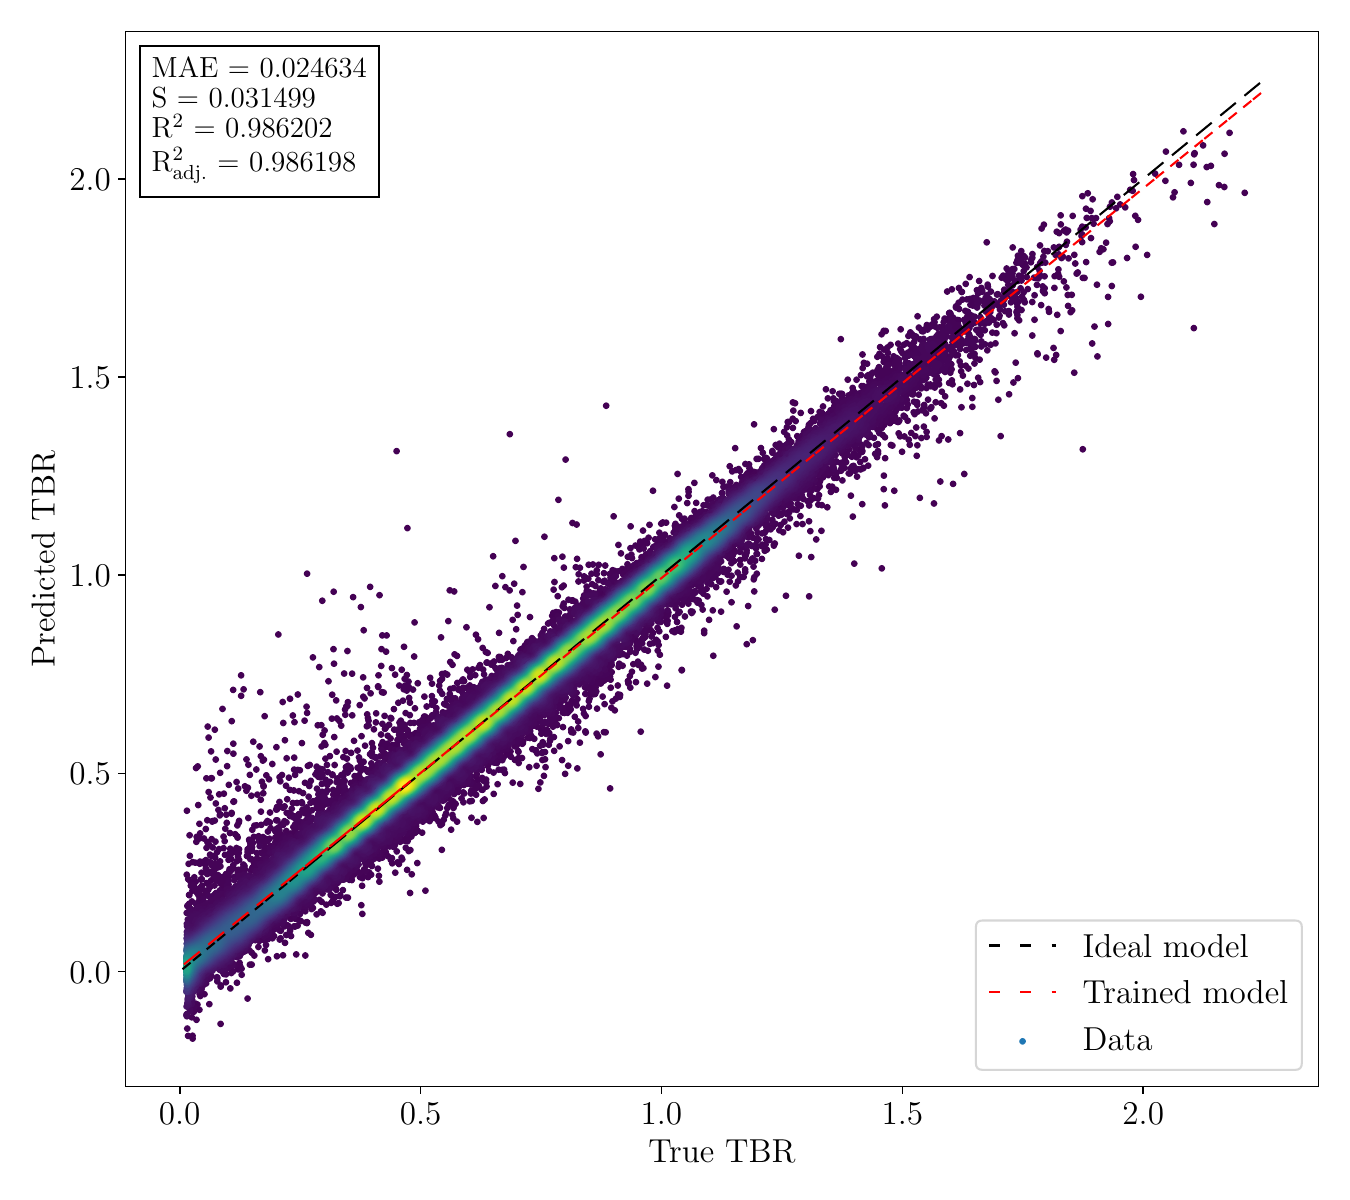 MAE = 0.024634
S = 0.031499
R² = 0.986202
R²adj. = 0.986198
2.0
1.5
1.0
0.5
0.0
Predicted TBR
Ideal model
Trained model
Data
0.0 0.5 1.0 1.5 2.0
True TBR